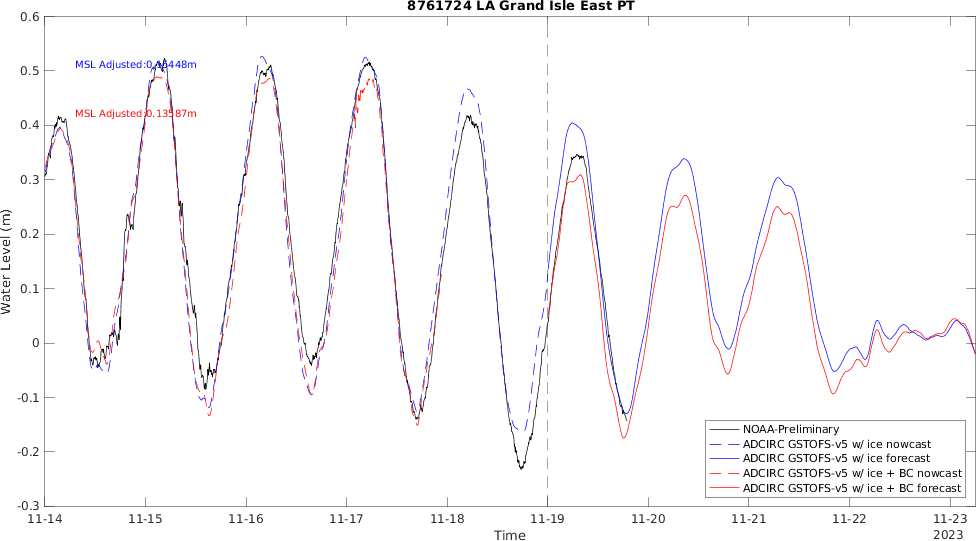 8761724 LA Grand Isle East PT
Water Level (m)
0.6
0.5
0.4
0.3
0.2
0.1
0
-0.1
-0.2
-0.3
MSL Adjusted:
MSL Adjusted:0.13587m
NOAA-Preliminary
ADCIRC GSTOFS-v5 w/ ice nowcast
ADCIRC GSTOFS-v5 w/ ice forecast
ADCIRC GSTOFS-v5 w/ ice + BC nowcast
ADCIRC GSTOFS-v5 w/ ice + BC forecast
11-14 11-15 11-16 11-17 11-18 11-19 11-20 11-21 11-22 11-23
Time
2023